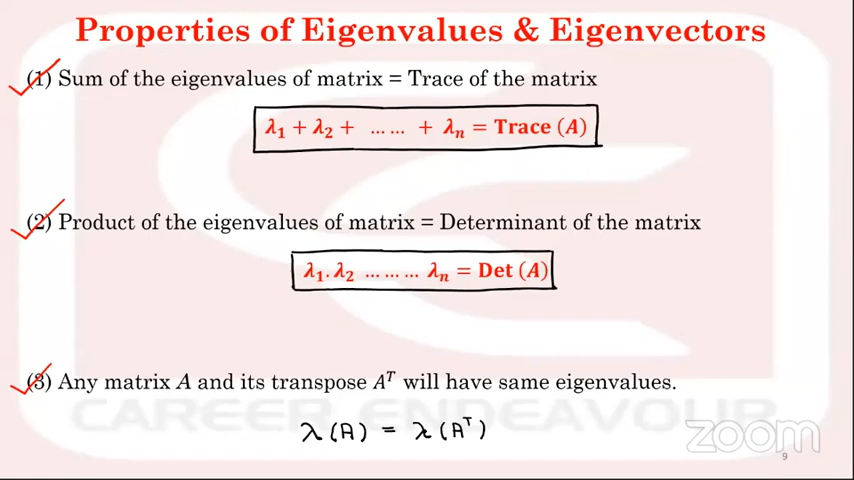 Properties of Eigenvalues & Eigenvectors
(1) Sum of the eigenvalues of matrix = Trace of the matrix
λ₁ + λ₂ + … … + λₙ = Trace (A)
(2) Product of the eigenvalues of matrix = Determinant of the matrix
λ₁. λ₂ … … … λₙ = Det (A)
(3) Any matrix A and its transpose Aᵀ will have same eigenvalues.
CAREER ENDEAVOUR
λ (A) = λ (Aᵀ)
zoom
9